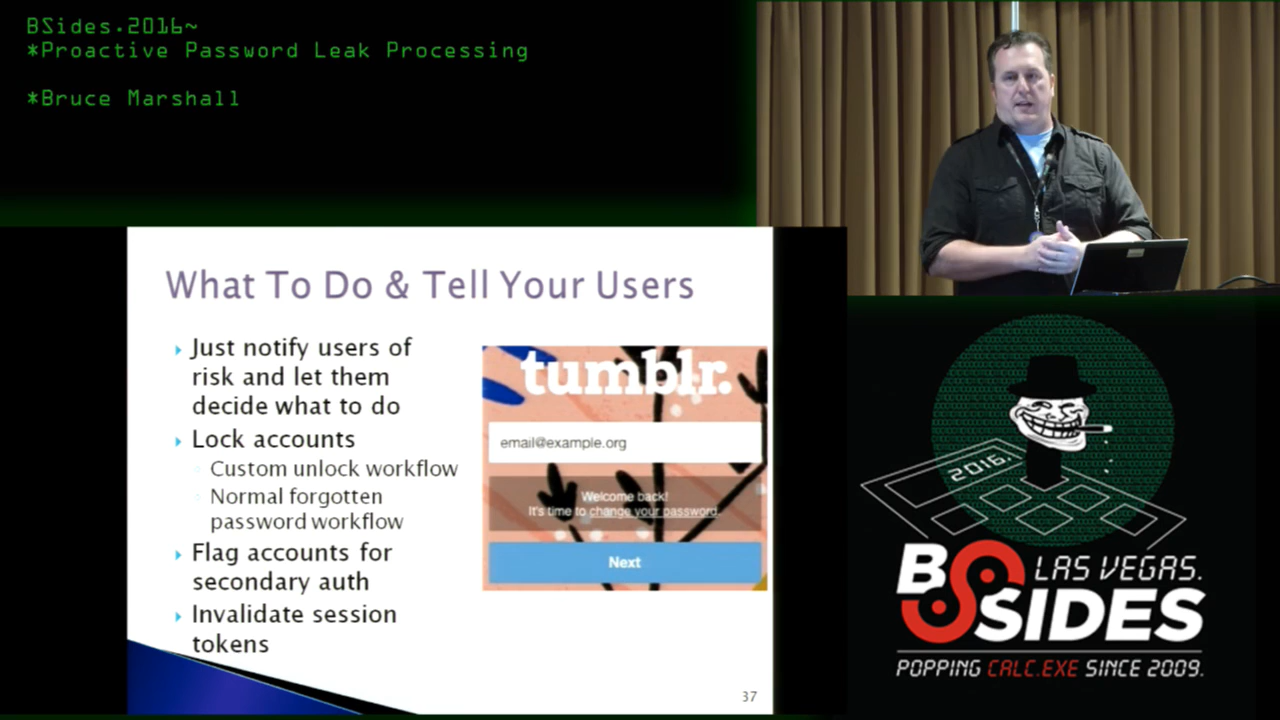 BSides.2016~
*Proactive Password Leak Processing
*Bruce Marshall
What To Do & Tell Your Users
Just notify users of
risk and let them
decide what to do
Lock accounts
Custom unlock workflow
Normal forgotten
password workflow
Flag accounts for
secondary auth
Invalidate session
tokens
tumblr.
email@example.org
Welcome back!
It's time to change your password.
Next
37
2016.
BSIDES
LAS VEGAS.
POPPING CALC.EXE SINCE 2009.